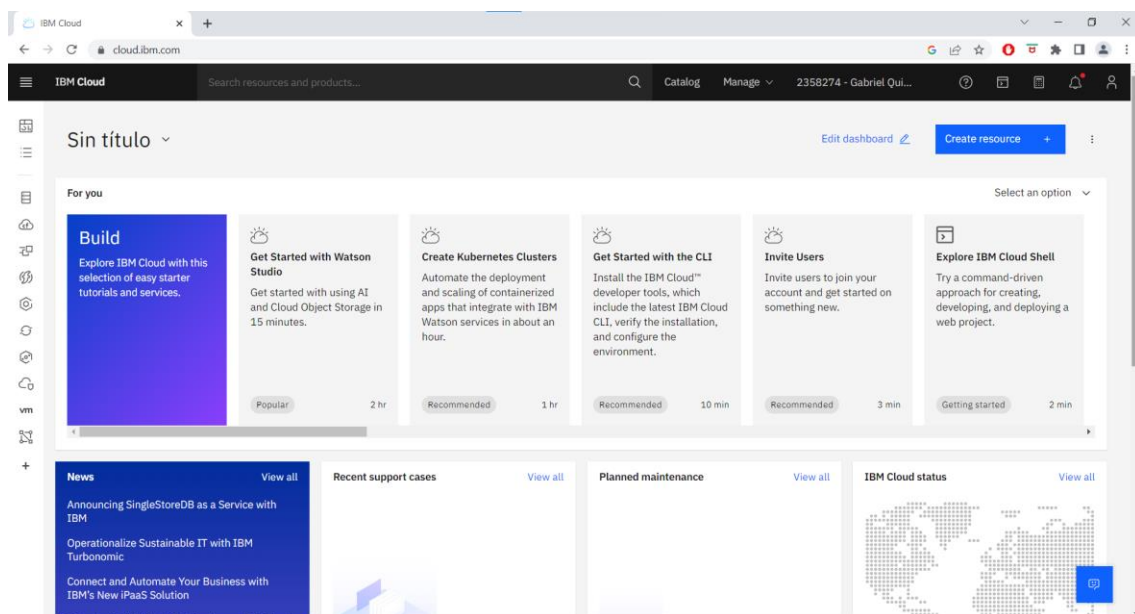 IBM Cloud
cloud.ibm.com
IBM Cloud
Search resources and products...
Catalog
Manage
2358274 - Gabriel Qui...
Sin título
Edit dashboard
Create resource +
For you
Select an option
Build
Explore IBM Cloud with this
selection of easy starter
tutorials and services.
Get Started with Watson
Studio
Get started with using AI
and Cloud Object Storage in
15 minutes.
Popular
2 hr
Create Kubernetes Clusters
Automate the deployment
and scaling of containerized
apps that integrate with IBM
Watson services in about an
hour.
Recommended
1 hr
Get Started with the CLI
Install the IBM Cloud™
developer tools, which
include the latest IBM Cloud
CLI, verify the installation,
and configure the
environment.
Recommended
10 min
Invite Users
Invite users to join your
account and get started on
something new.
Recommended
3 min
Explore IBM Cloud Shell
Try a command-driven
approach for creating,
developing, and deploying a
web project.
Getting started
2 min
vm
News
View all
Announcing SingleStoreDB as a Service with
IBM
Operationalize Sustainable IT with IBM
Turbonomic
Connect and Automate Your Business with
IBM's New iPaaS Solution
Recent support cases
View all
Planned maintenance
View all
IBM Cloud status
View all